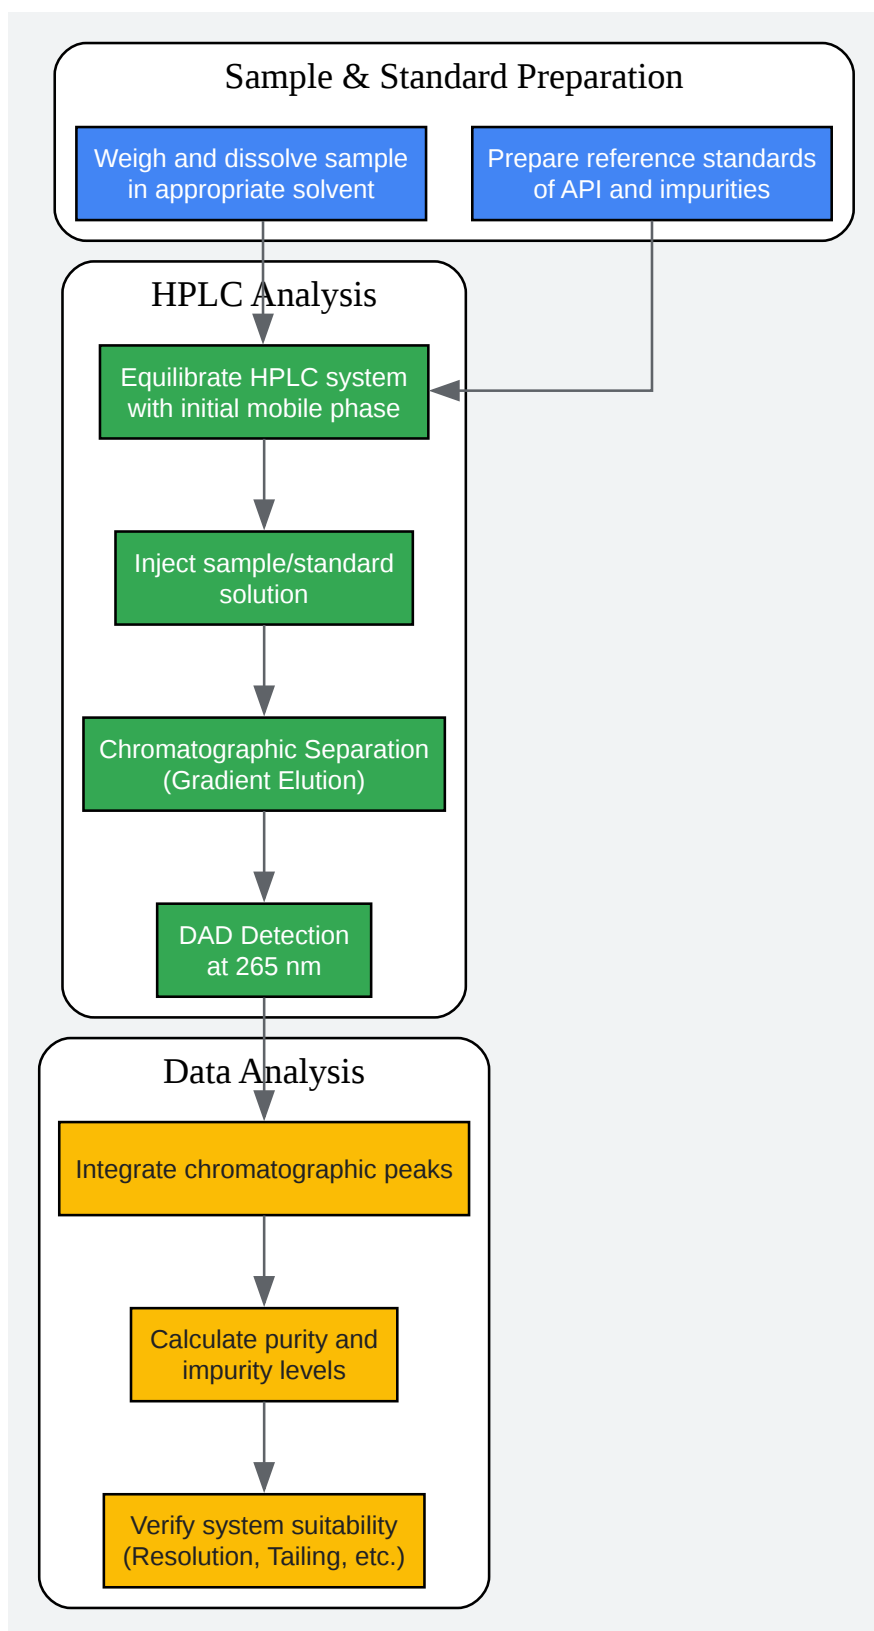 Sample & Standard Preparation
Weigh and dissolve sample
in appropriate solvent
Prepare reference standards
of API and impurities
HPLC Analysis
Equilibrate HPLC system
with initial mobile phase
Inject sample/standard
solution
Chromatographic Separation
(Gradient Elution)
DAD Detection
at 265 nm
Data Analysis
Integrate chromatographic peaks
Calculate purity and
impurity levels
Verify system suitability
(Resolution, Tailing, etc.)